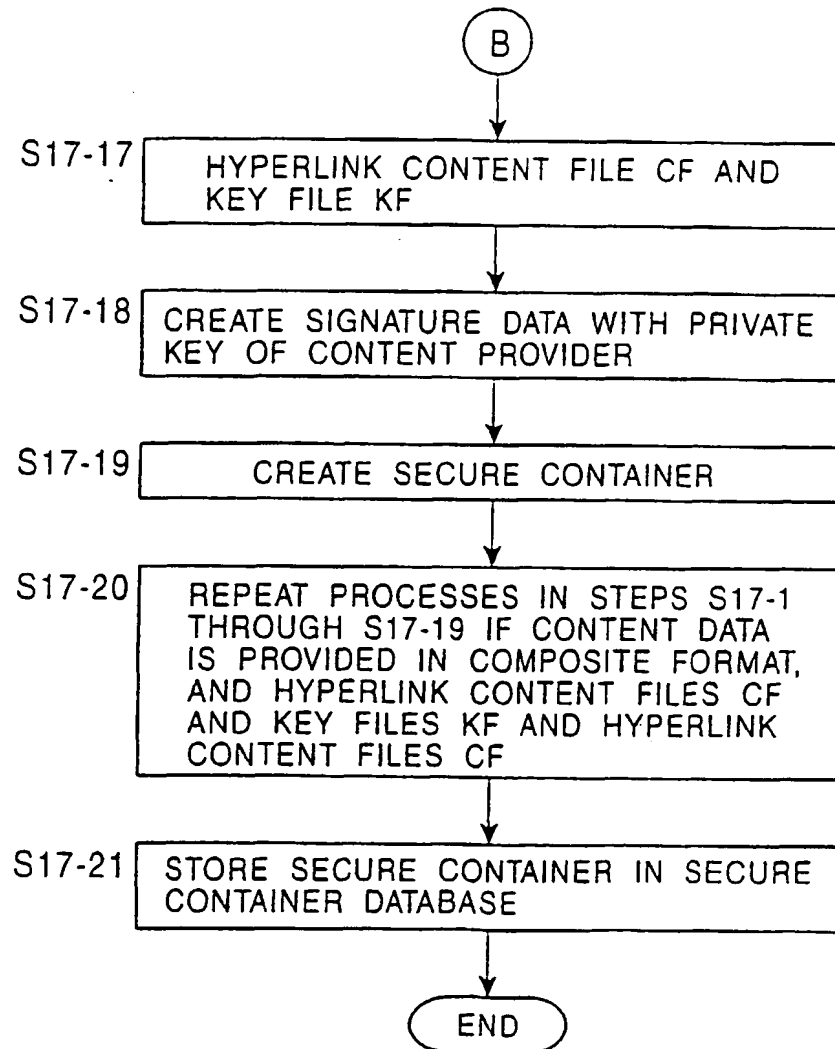 B
S17-17
HYPERLINK CONTENT FILE CF AND
KEY FILE KF
S17-18
CREATE SIGNATURE DATA WITH PRIVATE
KEY OF CONTENT PROVIDER
S17-19
CREATE SECURE CONTAINER
S17-20
REPEAT PROCESSES IN STEPS S17-1
THROUGH S17-19 IF CONTENT DATA
IS PROVIDED IN COMPOSITE FORMAT,
AND HYPERLINK CONTENT FILES CF
AND KEY FILES KF AND HYPERLINK
CONTENT FILES CF
S17-21
STORE SECURE CONTAINER IN SECURE
CONTAINER DATABASE
END